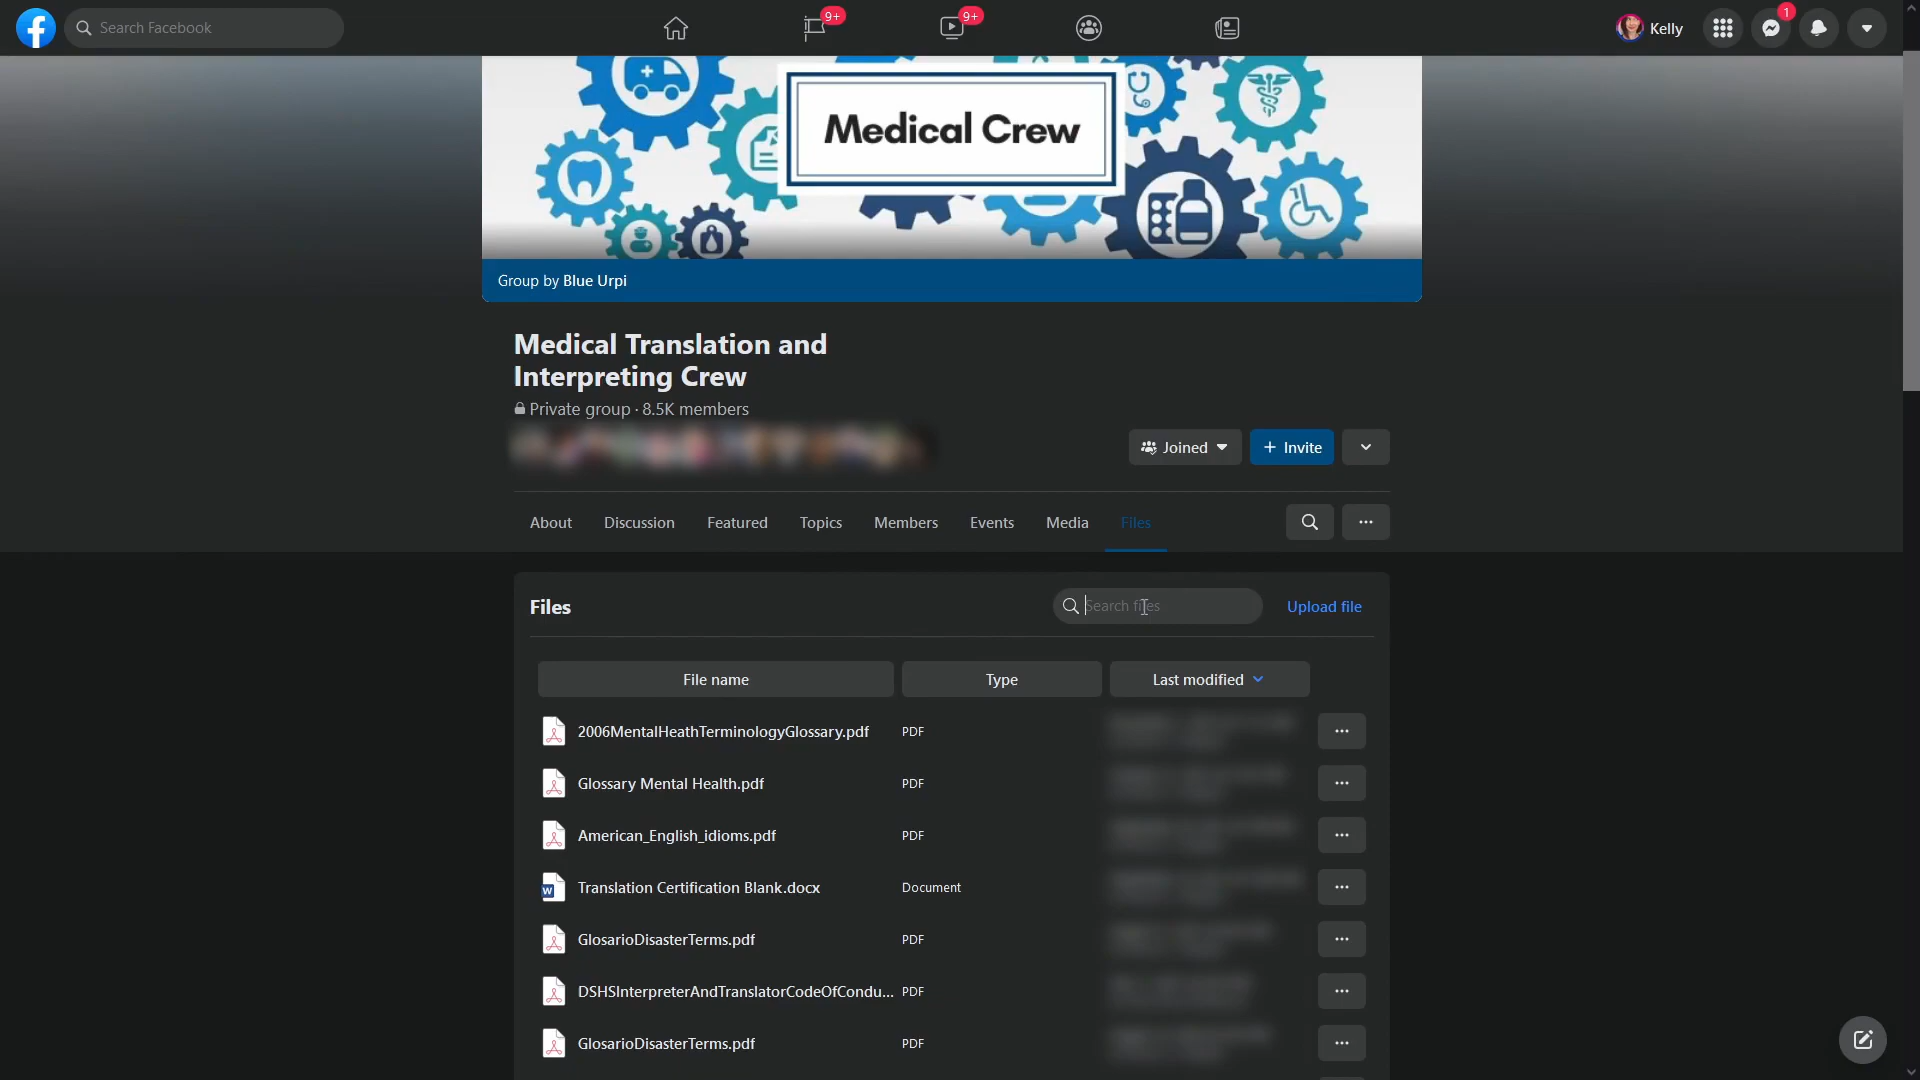 Search Facebook
9+
9+
Kelly
1
Medical Crew
Group by Blue Urpi
Medical Translation and
Interpreting Crew
Private group · 8.5K members
Joined
+ Invite
About
Discussion
Featured
Topics
Members
Events
Media
Files
Files
Search files
Upload file
File name
Type
Last modified
2006MentalHeathTerminologyGlossary.pdf
PDF
Glossary Mental Health.pdf
PDF
American_English_idioms.pdf
PDF
W
Translation Certification Blank.docx
Document
GlosarioDisasterTerms.pdf
PDF
DSHSInterpreterAndTranslatorCodeOfCondu...
PDF
GlosarioDisasterTerms.pdf
PDF